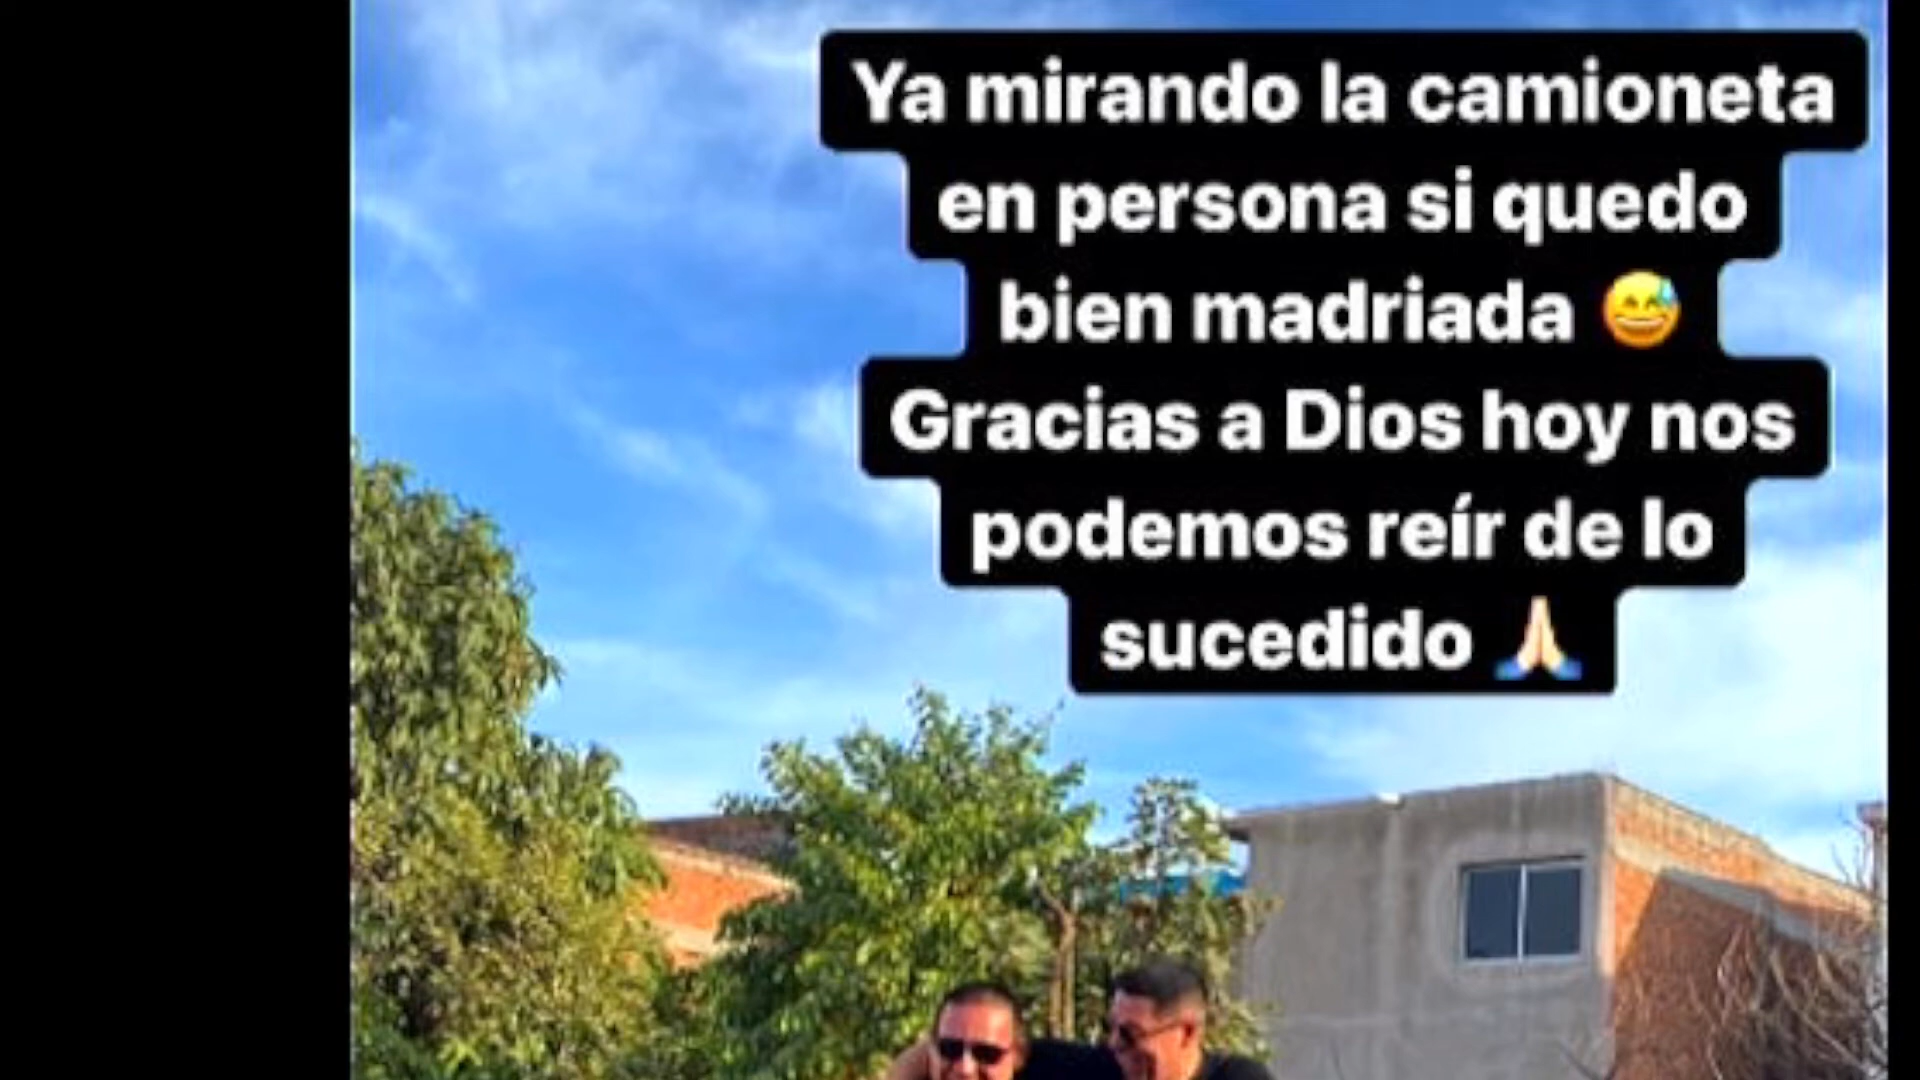 Ya mirando la camioneta
en persona si quedo
bien madriada 😅
Gracias a Dios hoy nos
podemos reír de lo
sucedido 🙏🏻